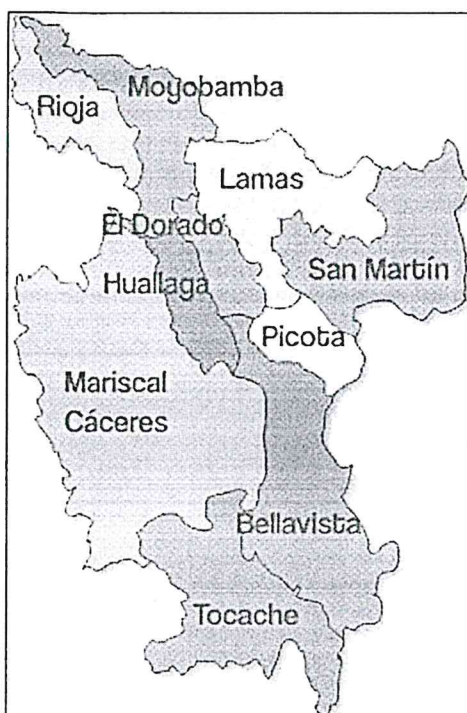 Moyobamba
Rioja
Lamas
El Dorado
San Martín
Huallaga
Picota
Mariscal
Cáceres
Bellavista
Tocache